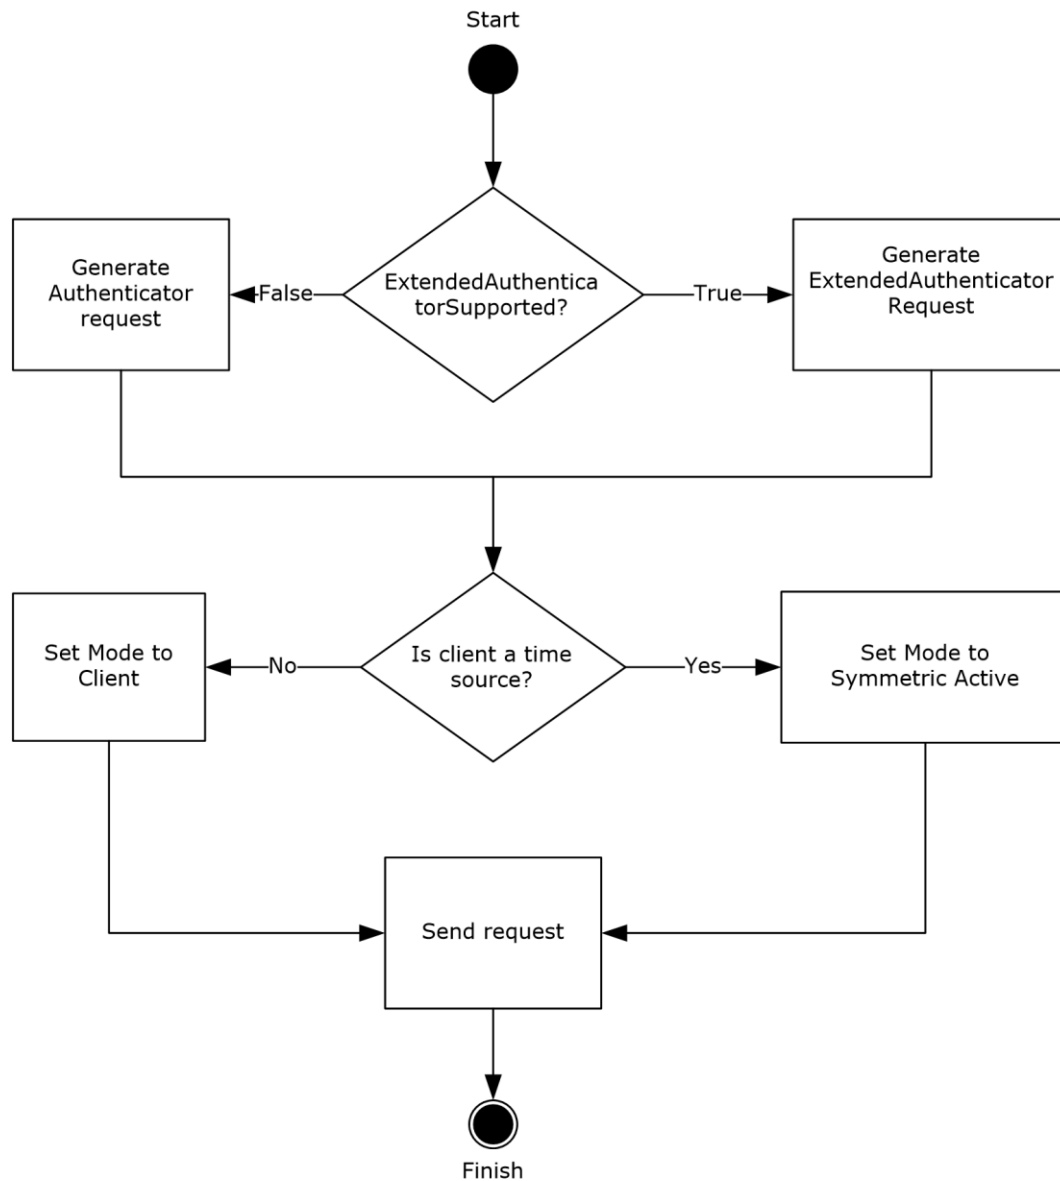 Start
ExtendedAuthentica
torSupported?
False
True
Generate
Authenticator
request
Generate
ExtendedAuthenticator
Request
Is client a time
source?
No
Yes
Set Mode to
Client
Set Mode to
Symmetric Active
Send request
Finish